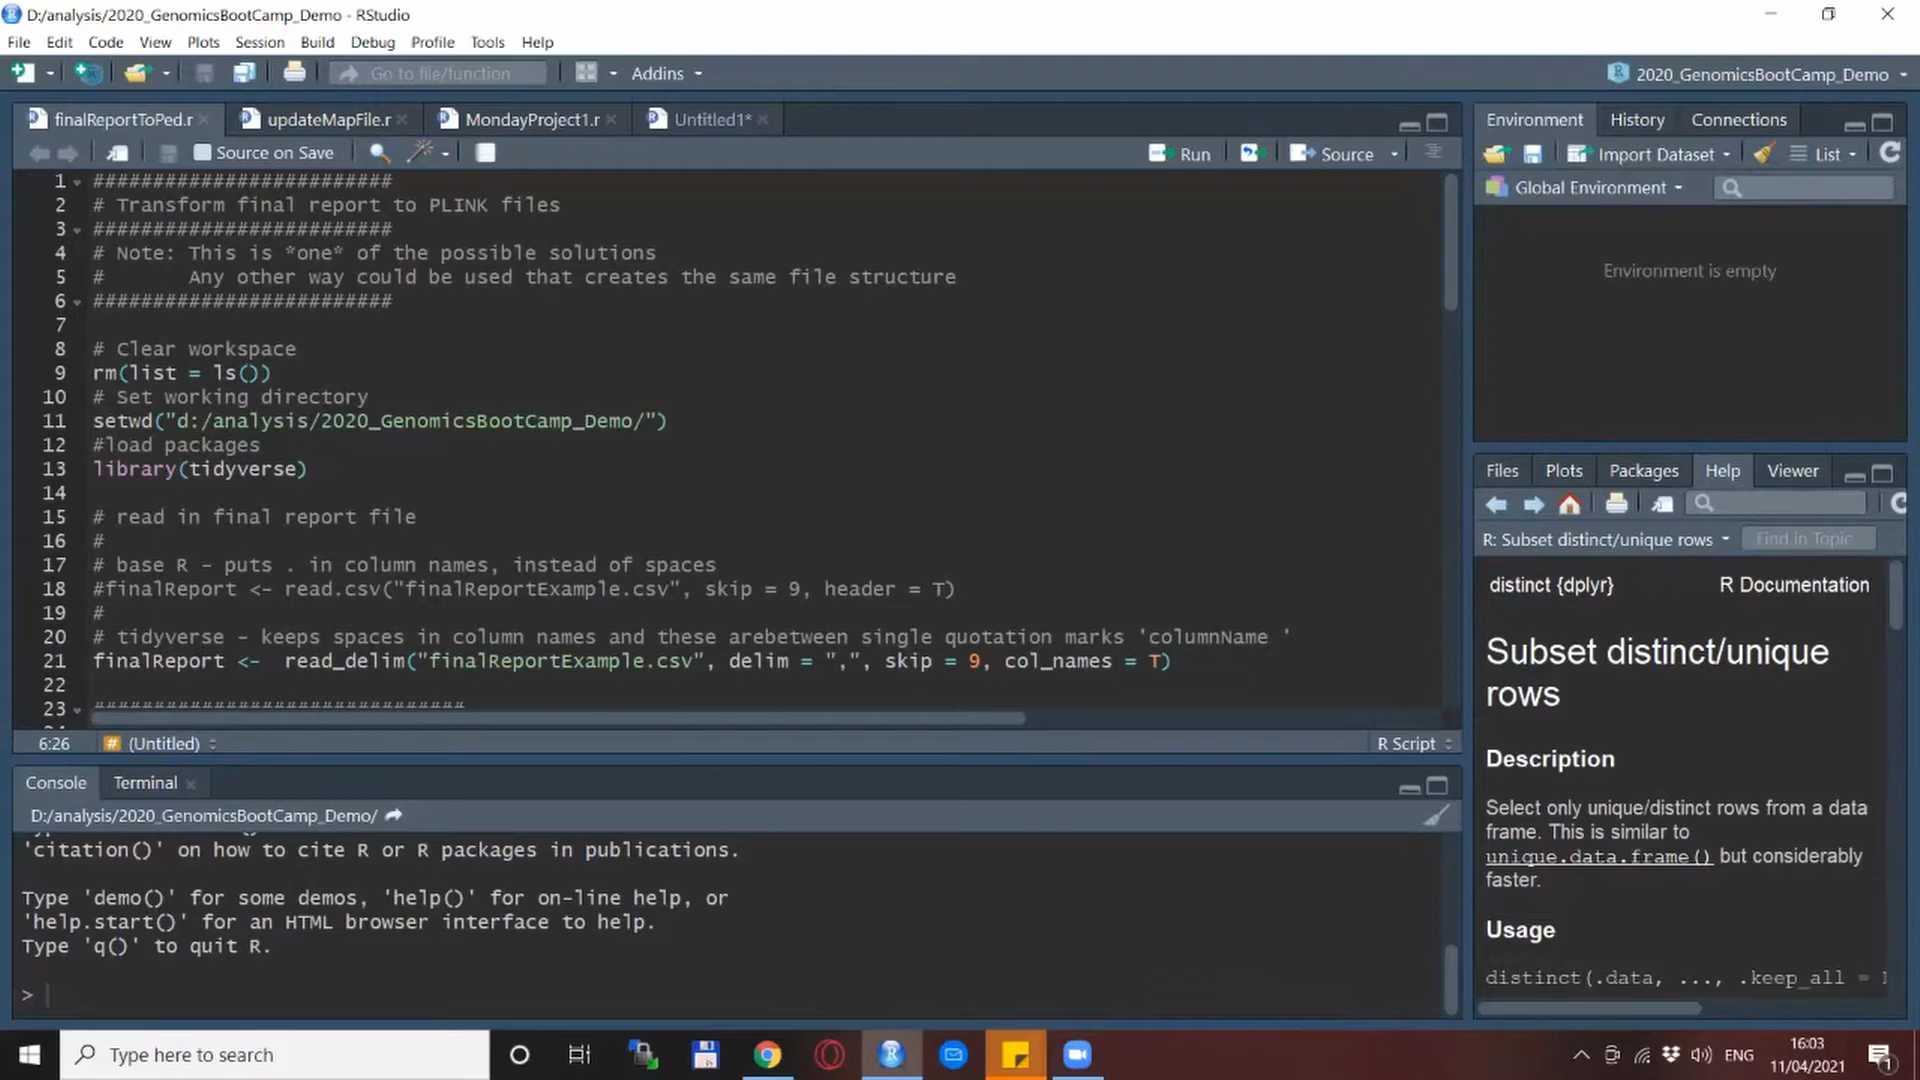 D:/analysis/2020_GenomicsBootCamp_Demo - RStudio
File Edit Code View Plots Session Build Debug Profile Tools Help
Go to file/function Addins 2020_GenomicsBootCamp_Demo
finalReportToPed.r updateMapFile.r MondayProject1.r Untitled1*
Source on Save Run Source
1 #########################
2 # Transform final report to PLINK files
3 #########################
4 # Note: This is *one* of the possible solutions
5 #       Any other way could be used that creates the same file structure
6 #########################
7
8 # Clear workspace
9 rm(list = ls())
10 # Set working directory
11 setwd("d:/analysis/2020_GenomicsBootCamp_Demo/")
12 #load packages
13 library(tidyverse)
14
15 # read in final report file
16 #
17 # base R - puts . in column names, instead of spaces
18 #finalReport <- read.csv("finalReportExample.csv", skip = 9, header = T)
19 #
20 # tidyverse - keeps spaces in column names and these arebetween single quotation marks 'columnName '
21 finalReport <-  read_delim("finalReportExample.csv", delim = ",", skip = 9, col_names = T)
22
23 ###############################
6:26 # (Untitled) R Script
Console Terminal
D:/analysis/2020_GenomicsBootCamp_Demo/
'citation()' on how to cite R or R packages in publications.
Type 'demo()' for some demos, 'help()' for on-line help, or
'help.start()' for an HTML browser interface to help.
Type 'q()' to quit R.
>
Environment History Connections
Import Dataset List
Global Environment
Environment is empty
Files Plots Packages Help Viewer
R: Subset distinct/unique rows Find in Topic
distinct {dplyr} R Documentation
Subset distinct/unique
rows
Description
Select only unique/distinct rows from a data
frame. This is similar to
unique.data.frame() but considerably
faster.
Usage
distinct(.data, ..., .keep_all =
Type here to search
ENG
16:03
11/04/2021
1